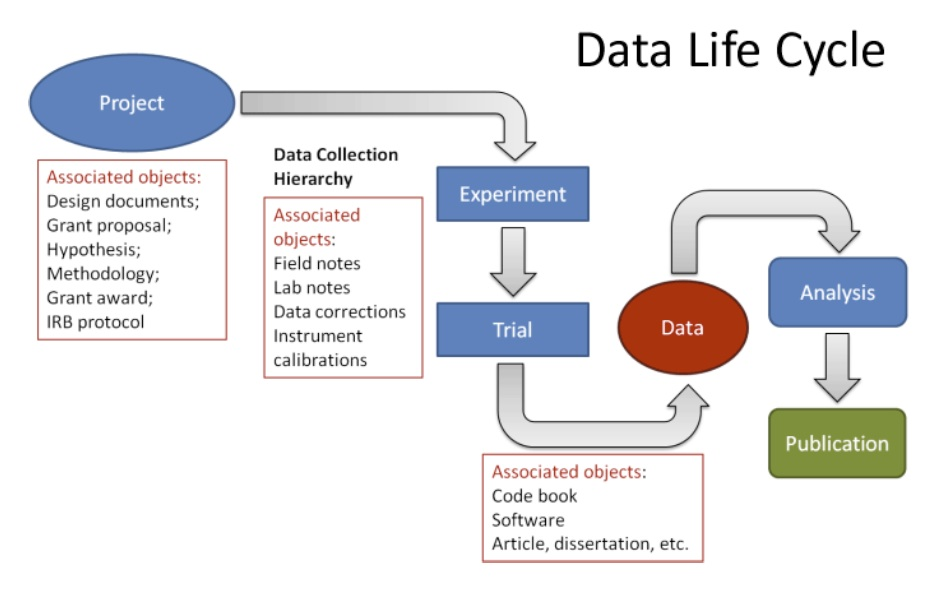 Data Life Cycle
Project
Associated objects:
Design documents;
Grant proposal;
Hypothesis;
Methodology;
Grant award;
IRB protocol
Data Collection
Hierarchy
Associated
objects:
Field notes
Lab notes
Data corrections
Instrument
calibrations
Experiment
Trial
Data
Associated objects:
Code book
Software
Article, dissertation, etc.
Analysis
Publication